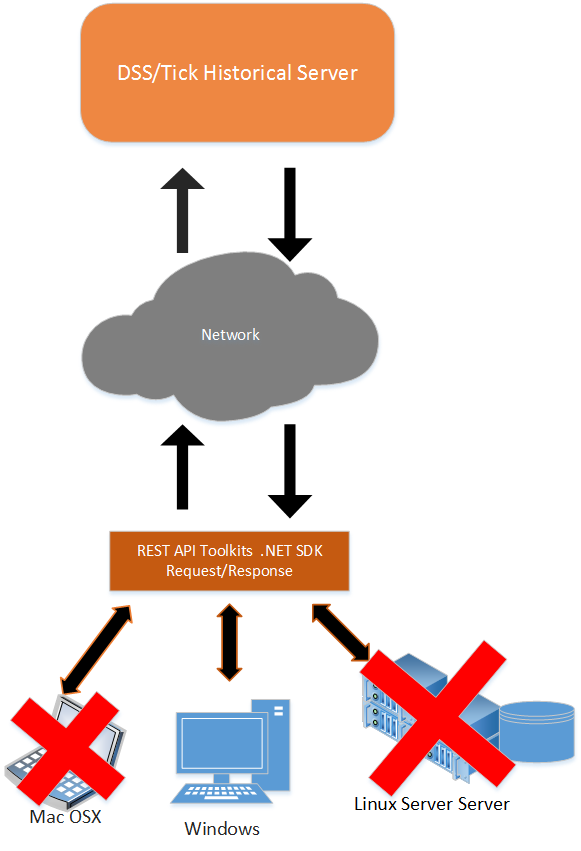 DSS/Tick Historical Server
Network
REST API Toolkits .NET SDK
Request/Response
Mac OSX
Windows
Linux Server Server